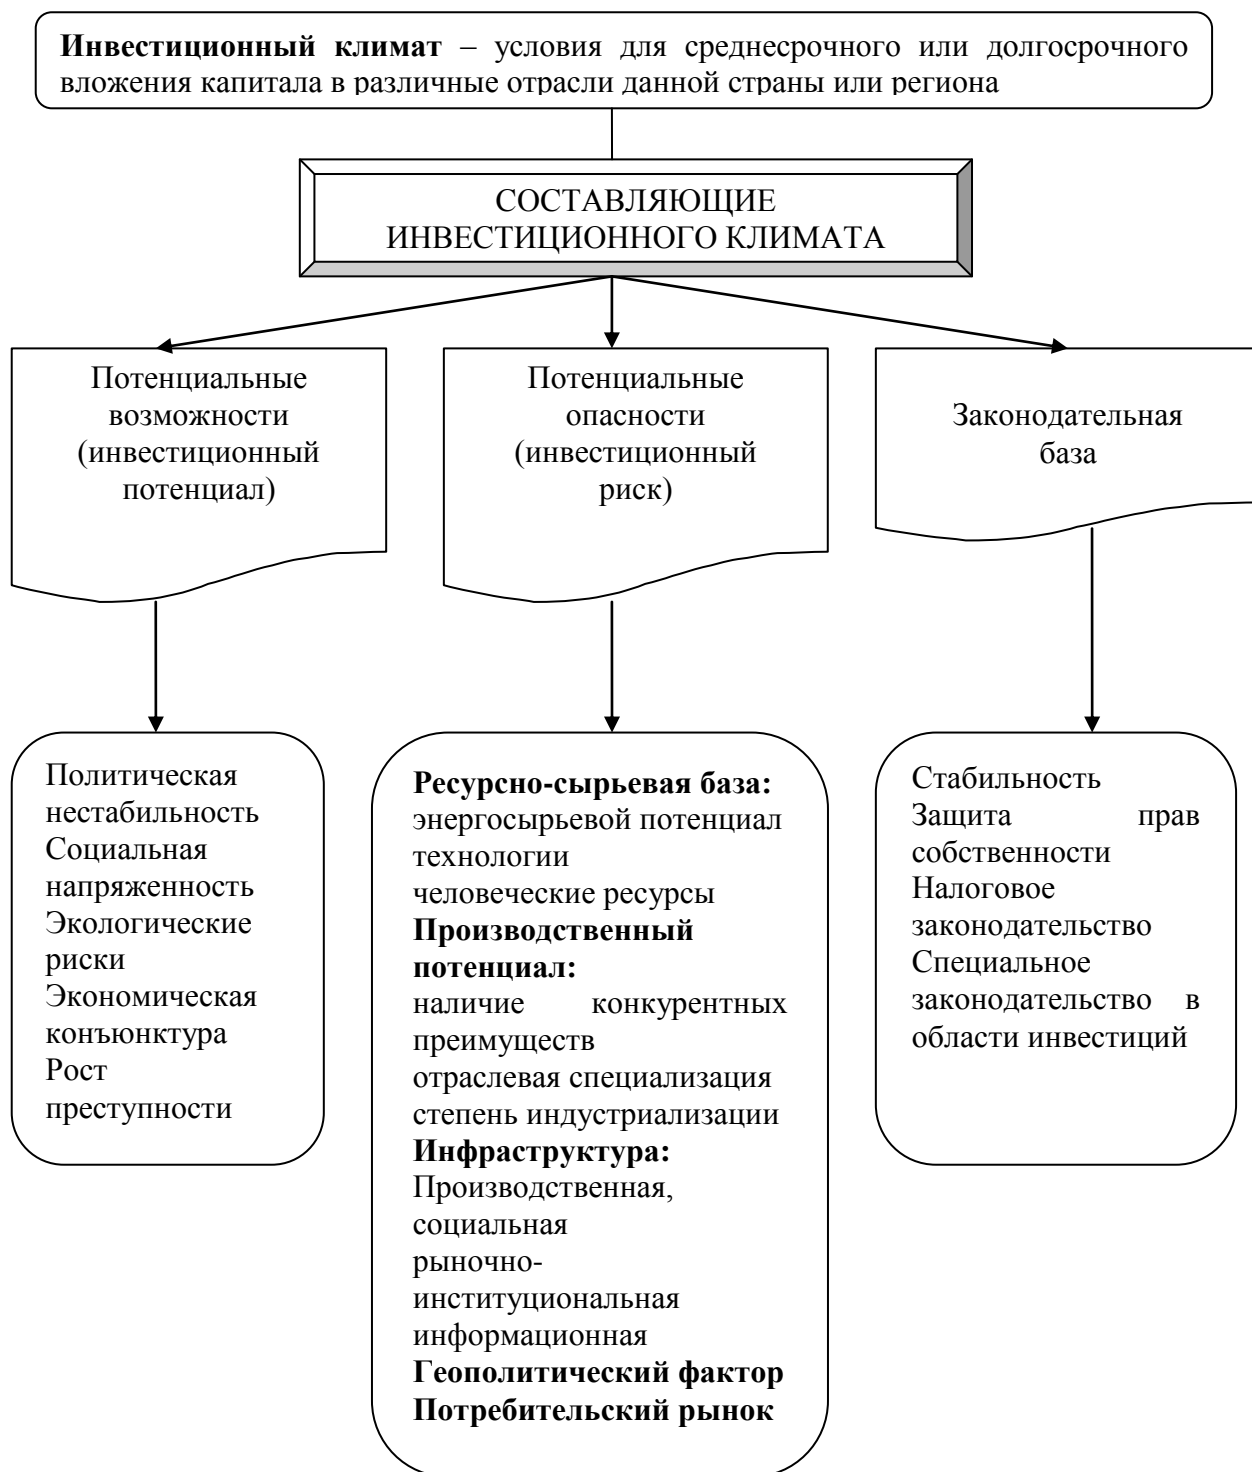 Инвестиционный климат – условия для среднесрочного или долгосрочного
вложения капитала в различные отрасли данной страны или региона
СОСТАВЛЯЮЩИЕ
ИНВЕСТИЦИОННОГО КЛИМАТА
Потенциальные
возможности
(инвестиционный
потенциал)
Потенциальные
опасности
(инвестиционный
риск)
Законодательная
база
Политическая
нестабильность
Социальная
напряженность
Экологические
риски
Экономическая
конъюнктура
Рост
преступности
Ресурсно-сырьевая база:
энергосырьевой потенциал
технологии
человеческие ресурсы
Производственный
потенциал:
наличие конкурентных
преимуществ
отраслевая специализация
степень индустриализации
Инфраструктура:
Производственная,
социальная
рыночно-
институциональная
информационная
Геополитический фактор
Потребительский рынок
Стабильность
Защита прав
собственности
Налоговое
законодательство
Специальное
законодательство в
области инвестиций